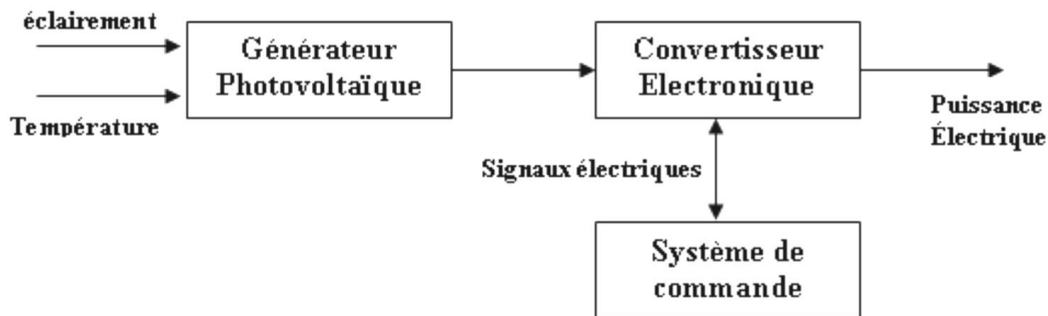 éclairement
Température
Générateur
Photovoltaïque
Convertisseur
Electronique
Puissance
Électrique
Signaux électriques
Système de
commande